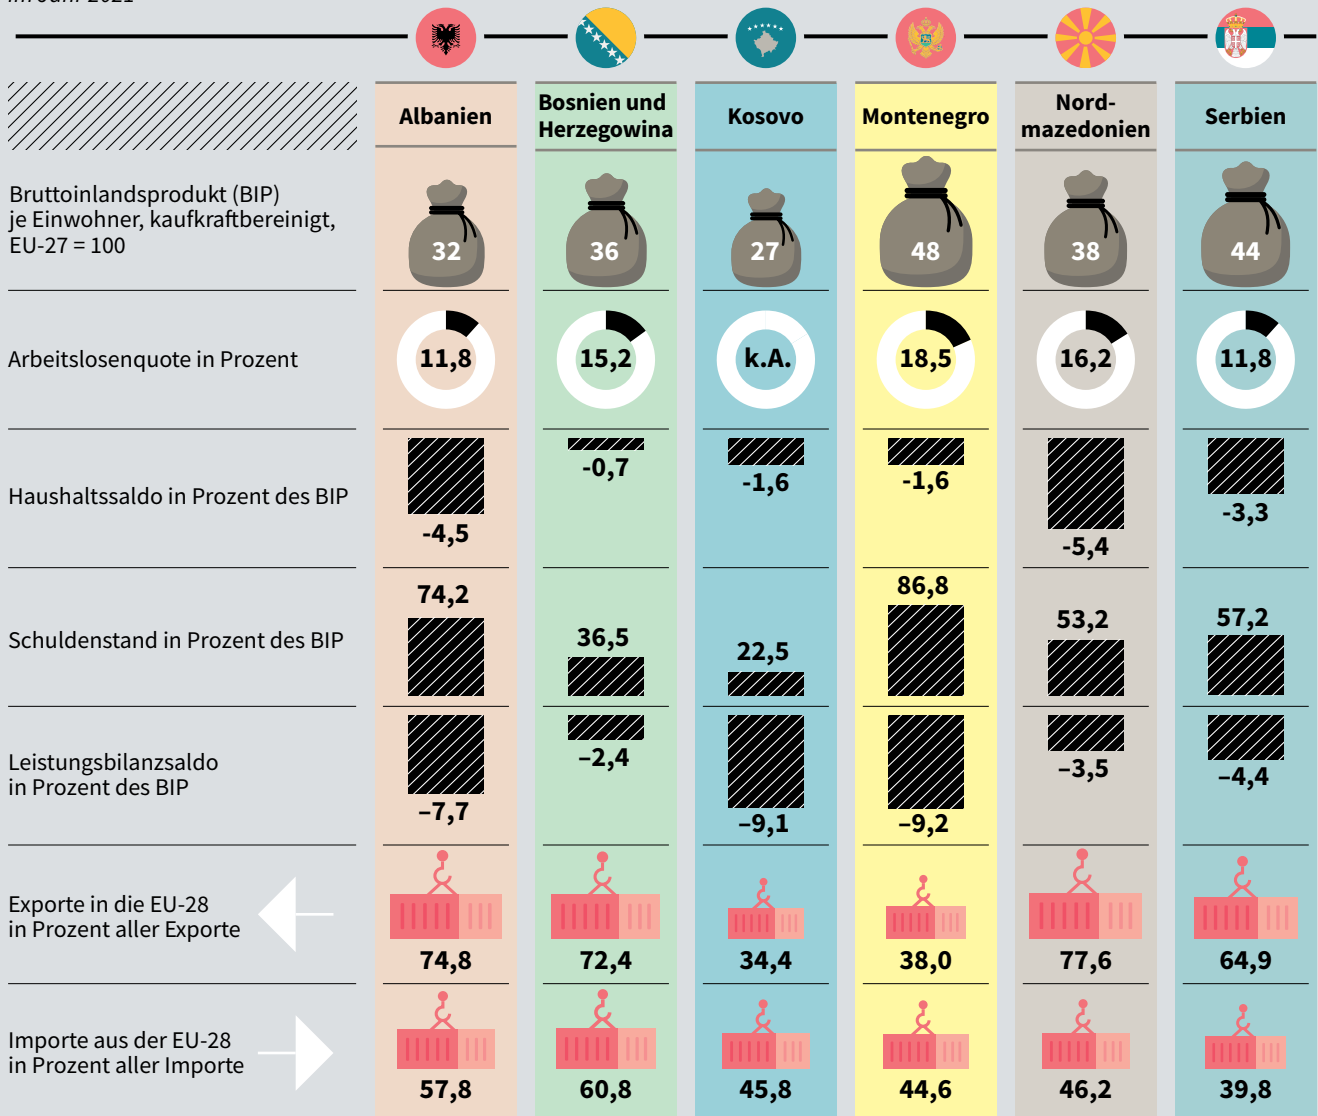 im Jahr 2021
Albanien
Bosnien und
Herzegowina
Kosovo
Montenegro
Nord-
mazedonien
Serbien
Bruttoinlandsprodukt (BIP)
je Einwohner, kaufkraftbereinigt,
EU-27 = 100
32 36 27 48 38 44
Arbeitslosenquote in Prozent
11,8 15,2 k.A. 18,5 16,2 11,8
Haushaltssaldo in Prozent des BIP
-4,5 -0,7 -1,6 -1,6 -5,4 -3,3
Schuldenstand in Prozent des BIP
74,2 36,5 22,5 86,8 53,2 57,2
Leistungsbilanzsaldo
in Prozent des BIP
–7,7 –2,4 –9,1 –9,2 –3,5 –4,4
Exporte in die EU-28
in Prozent aller Exporte
74,8 72,4 34,4 38,0 77,6 64,9
Importe aus der EU-28
in Prozent aller Importe
57,8 60,8 45,8 44,6 46,2 39,8